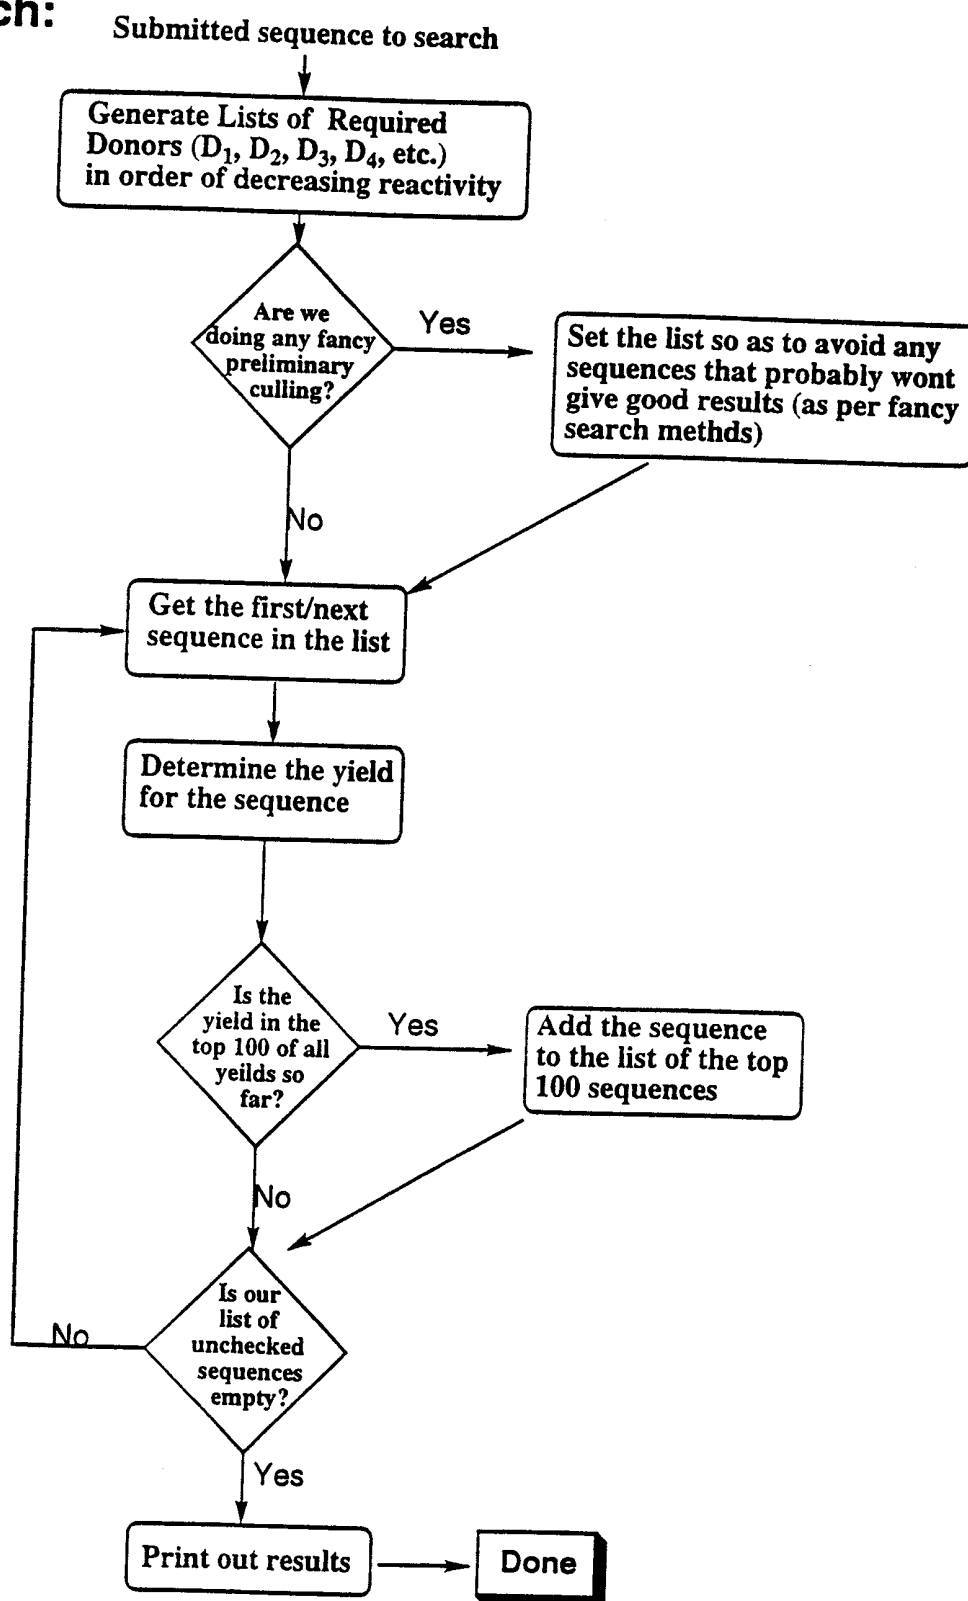 ch:
Submitted sequence to search
Generate Lists of Required
Donors (D₁, D₂, D₃, D₄, etc.)
in order of decreasing reactivity
Are we
doing any fancy
preliminary
culling?
Yes
Set the list so as to avoid any
sequences that probably wont
give good results (as per fancy
search methds)
No
Get the first/next
sequence in the list
Determine the yield
for the sequence
Is the
yield in the
top 100 of all
yeilds so
far?
Yes
Add the sequence
to the list of the top
100 sequences
No
Is our
list of
unchecked
sequences
empty?
No
Yes
Print out results
Done